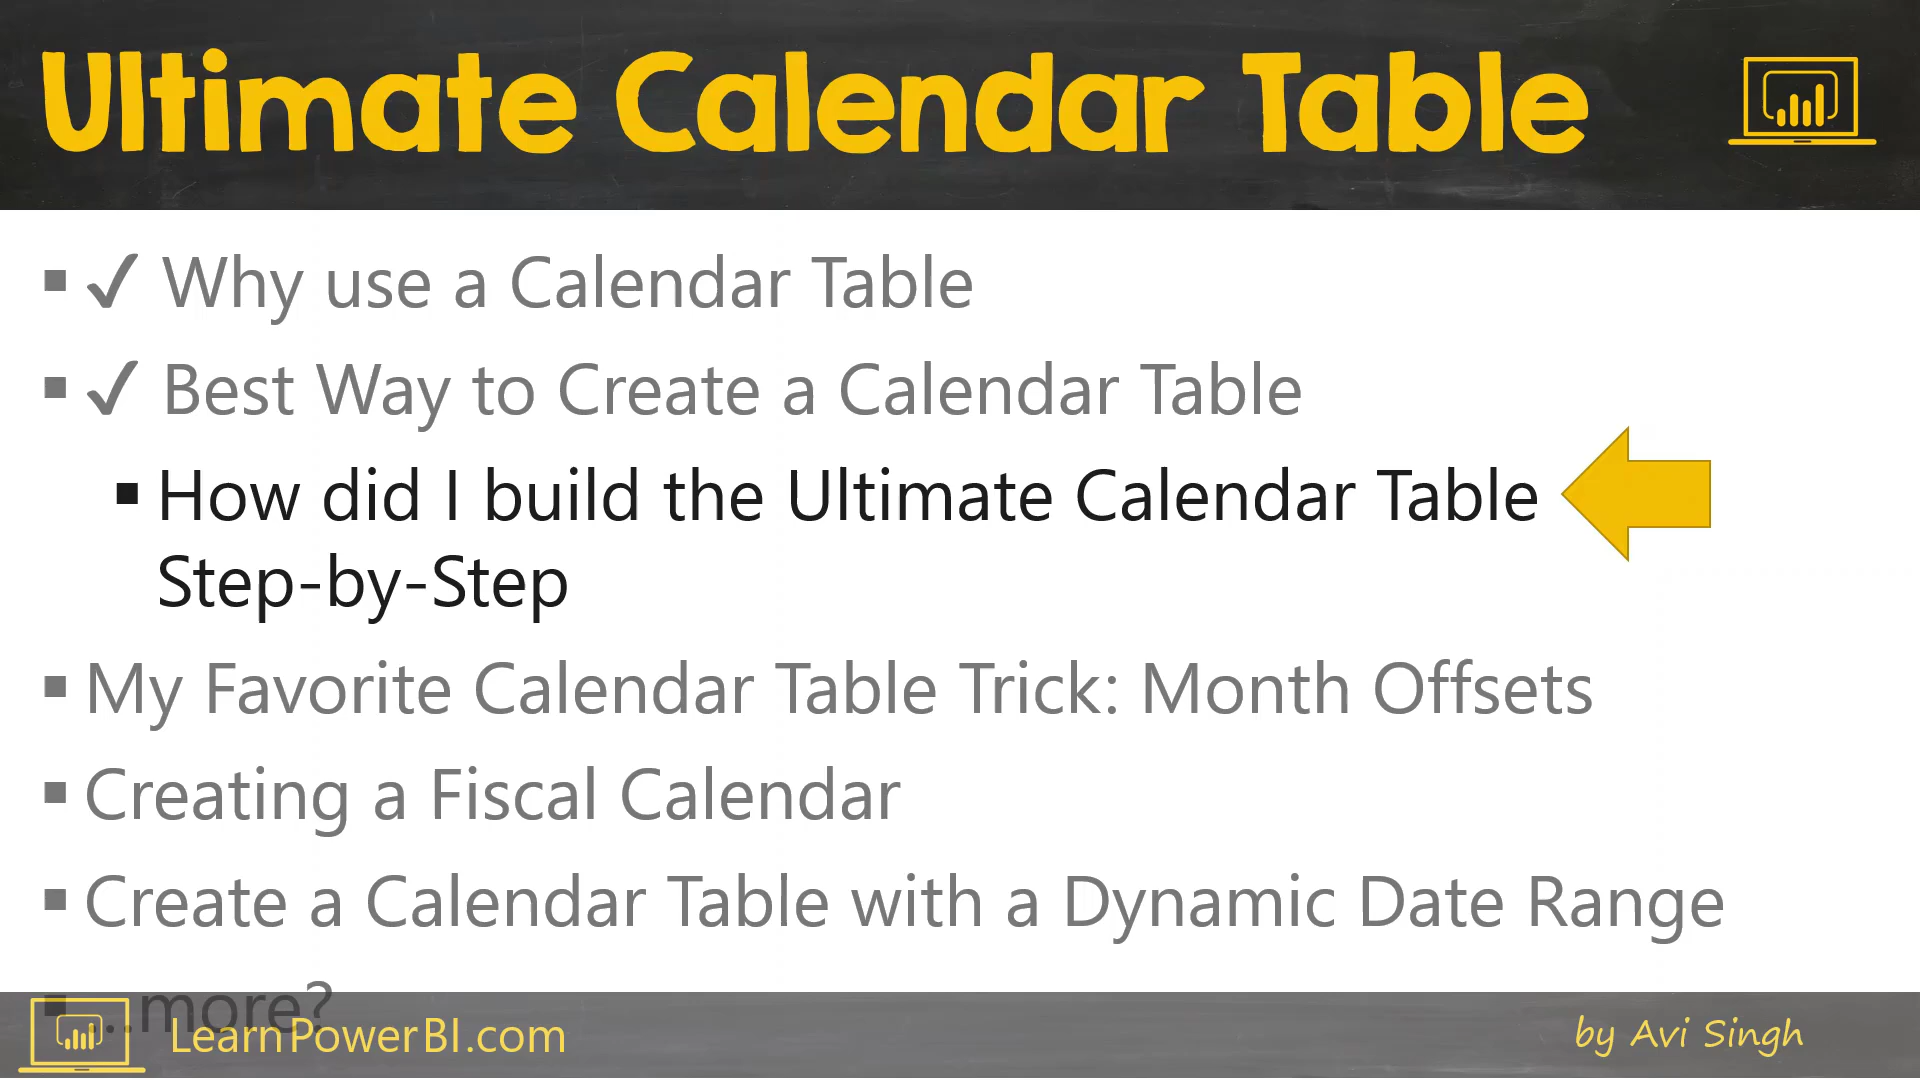 Ultimate Calendar Table
▪ ✓ Why use a Calendar Table
▪ ✓ Best Way to Create a Calendar Table
▪ How did I build the Ultimate Calendar Table
Step-by-Step
▪ My Favorite Calendar Table Trick: Month Offsets
▪ Creating a Fiscal Calendar
▪ Create a Calendar Table with a Dynamic Date Range
▪ ...more?
LearnPowerBI.com
by Avi Singh